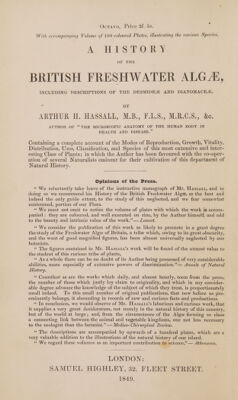 OCTAVO, Price 2l. 5s.
With accompanying Volume of 100 coloured Plates, illustrating the various Species.
A HISTORY
OF THE
BRITISH FRESHWATER ALGÆ,
INCLUDING DESCRIPTIONS OF THE DESMIDEÆ AND DIATOMACEÆ.
BY
ARTHUR H. HASSALL, M.B., F.L.S., M.R.C.S., &c.
AUTHOR OF "THE MICROSCOPIC ANATOMY OF THE HUMAN BODY IN
HEALTH AND DISEASE."
Containing a complete account of the Modes of Reproduction, Growth, Vitality,
Distribution, Uses, Classification, and Species of this most extensive and inter-
esting Class of Plants; in which the Author has been favoured with the co-oper-
ation of several Naturalists eminent for their cultivation of this department of
Natural History.
Opinions of the Press.
"We reluctantly take leave of the instructive monograph of Mr. HASSALL, and in
doing so we recommend his History of the British Freshwater Algæ, as the best and
indeed the only guide extant, to the study of this neglected, and we fear somewhat
undervalued, portion of our Flora.
"We must not omit to notice the volume of plates with which the work is accom-
panied: they are coloured, and well executed on zinc, by the Author himself and add
to the beauty and intrinsic value of the work."—Lancet.
"We consider the publication of this work as likely to promote in a great degree
the study of the Freshwater Algæ of Britain, a tribe which, owing to its great obscurity,
and the want of good magnified figures, has been almost universally neglected by our
botanists.
"The figures contained in Mr. HASSALL's work will be found of the utmost value to
the student of this curious tribe of plants.
"As a whole there can be no doubt of its Author being possessed of very considerable
abilities, more especially of extensive powers of discrimination."—Annals of Natural
History.
"Countless as are the works which daily, and almost hourly, teem from the press,
the number of those which justly lay claim to originality, and which in any consider-
able degree advance the knowledge of the subject of which they treat, is proportionately
small indeed. To this small number of original publications, that now before us pre-
eminently belongs, it abounding in records of new and curious facts and productions.
"In conclusion, we would observe of Mr. HASSALL's laborious and curious work, that
it supplies a very great desideratum, not merely in the natural history of this country,
but of the world at large; and, from the circumstance of the Algæ forming so close
a connecting link between the animal and vegetable kingdoms, one not less necessary
to the zoologist than the botanist."—Medico-Chirurgical Review.
"The descriptions are accompanied by upwards of a hundred plates, which are a
very valuable addition to the illustrations of the natural history of our island.
"We regard these volumes as an important contribution to science."—Athenæum.
LONDON:
SAMUEL HIGHLEY, 32, FLEET STREET.
1849.